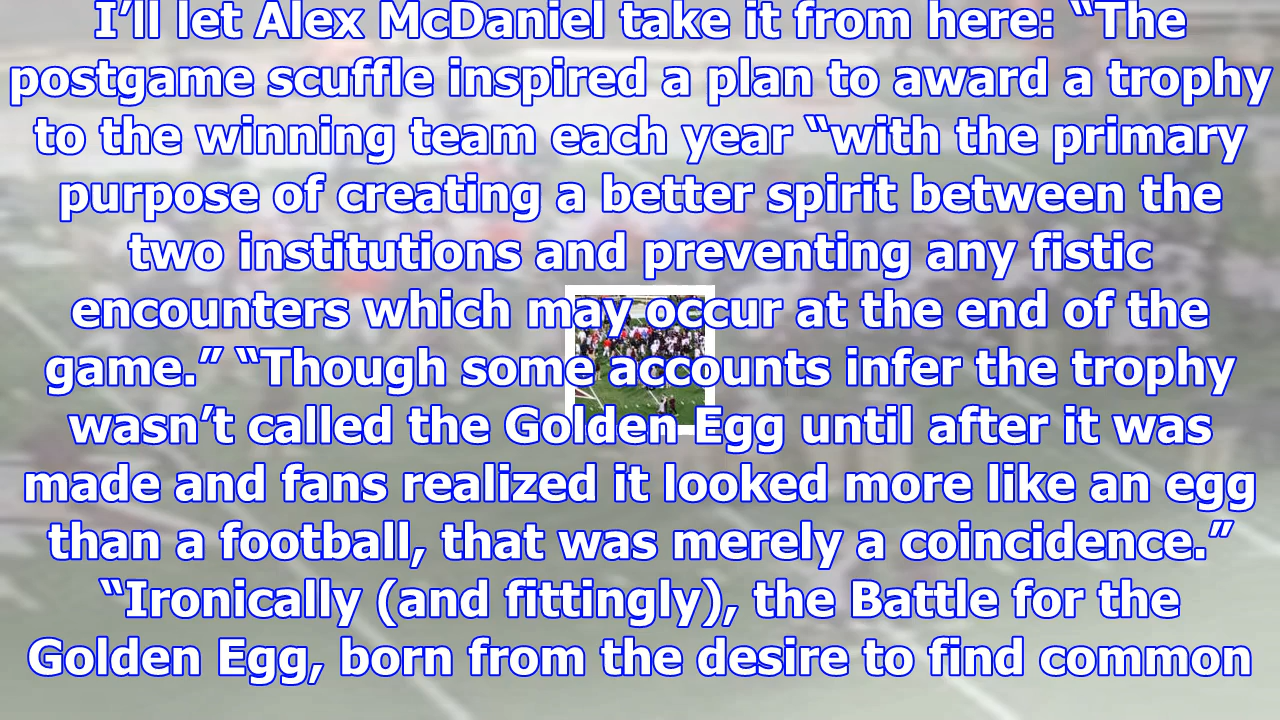 I’ll let Alex McDaniel take it from here: “The
postgame scuffle inspired a plan to award a trophy
to the winning team each year “with the primary
purpose of creating a better spirit between the
two institutions and preventing any fistic
encounters which may occur at the end of the
game.” “Though some accounts infer the trophy
wasn’t called the Golden Egg until after it was
made and fans realized it looked more like an egg
than a football, that was merely a coincidence.”
“Ironically (and fittingly), the Battle for the
Golden Egg, born from the desire to find common